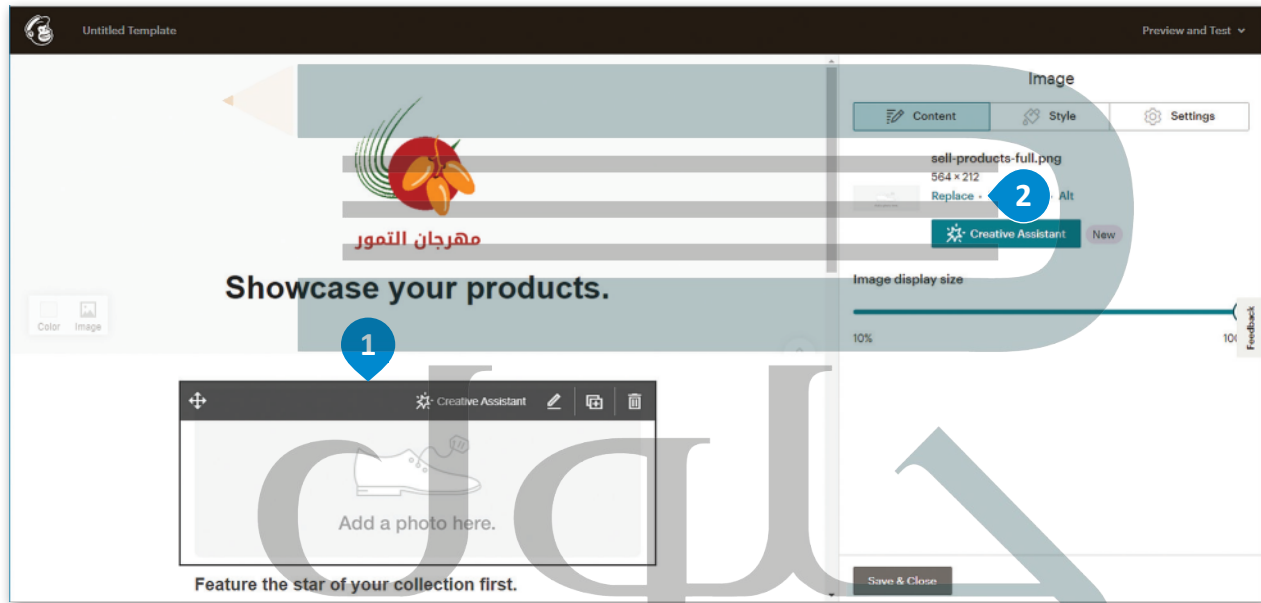 Untitled Template
Preview and Test
Image
Content
Style
Settings
sell-products-full.png
564 × 212
Replace
Alt
2
Creative Assistant
New
مهرجان التمور
Showcase your products.
Image display size
Color
Image
10%
Feedback
1
Creative Assistant
Add a photo here.
Feature the star of your collection first.
Save & Close
حلول